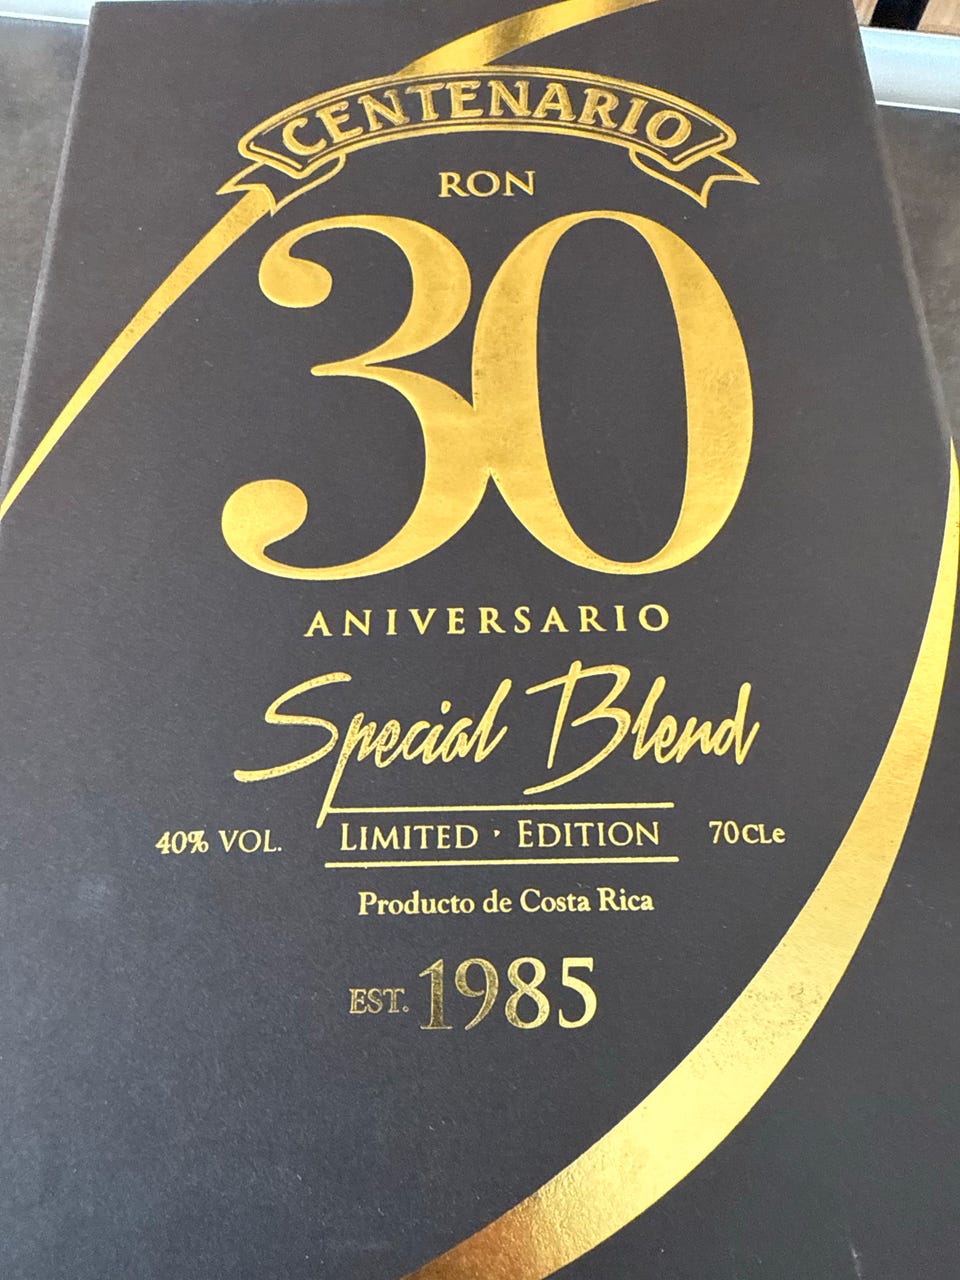 CENTENARIO
RON
30
ANIVERSARIO
Special Blend
40% VOL. LIMITED · EDITION 70CLe
Producto de Costa Rica
EST. 1985